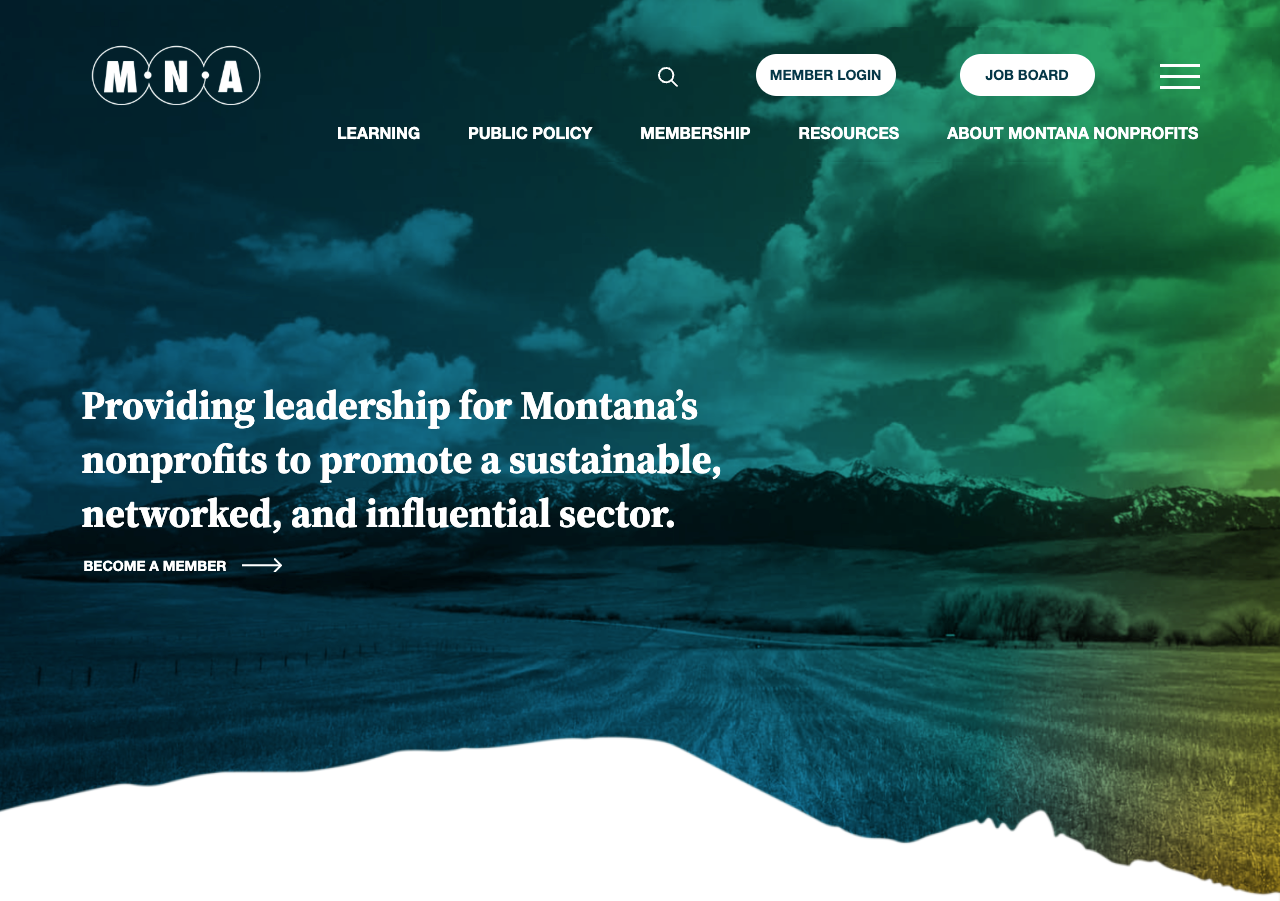 M·N·A
MEMBER LOGIN
JOB BOARD
LEARNING
PUBLIC POLICY
MEMBERSHIP
RESOURCES
ABOUT MONTANA NONPROFITS
Providing leadership for Montana’s
nonprofits to promote a sustainable,
networked, and influential sector.
BECOME A MEMBER